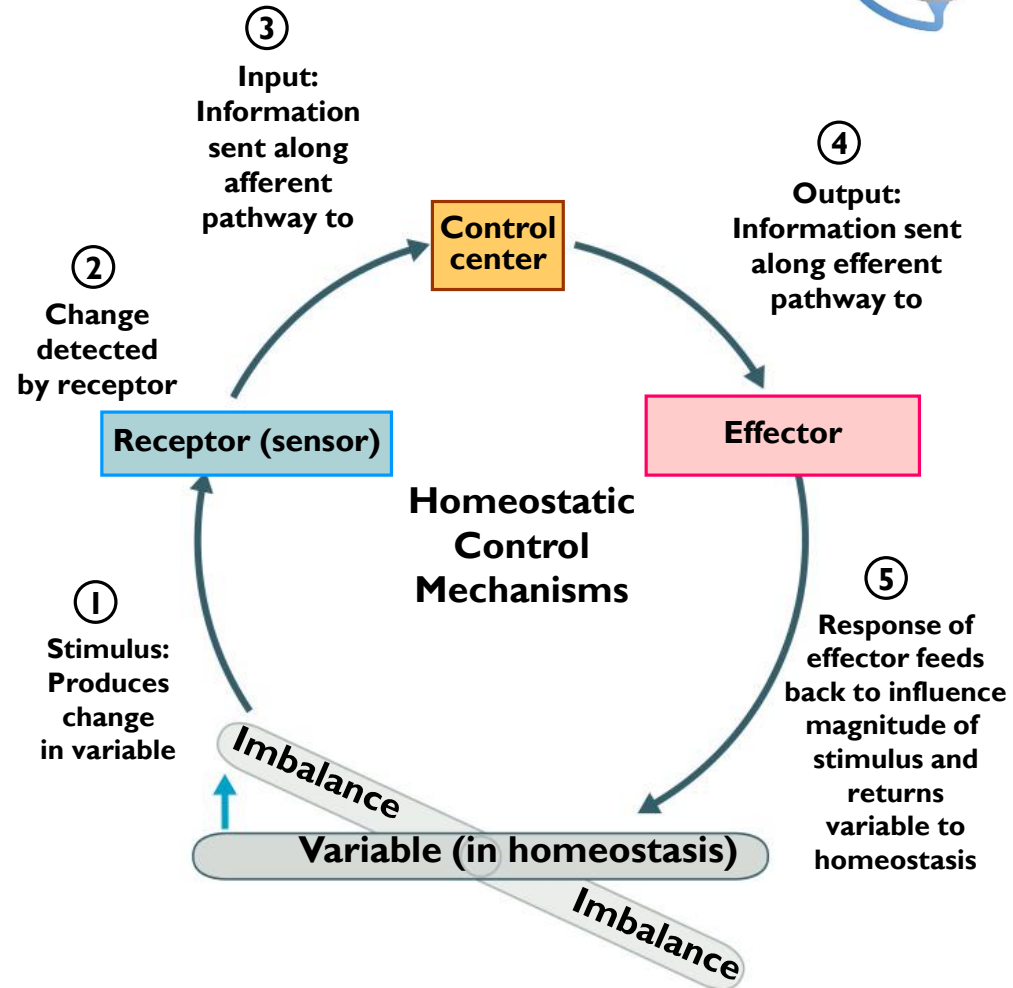 ③
Input:
Information
sent along
afferent
pathway to
④
Output:
Information sent
along efferent
pathway to
Control
center
②
Change
detected
by receptor
Receptor (sensor)
Effector
Homeostatic
Control
Mechanisms
①
Stimulus:
Produces
change
in variable
⑤
Response of
effector feeds
back to influence
magnitude of
stimulus and
returns
variable to
homeostasis
Imbalance
Variable (in homeostasis)
Imbalance